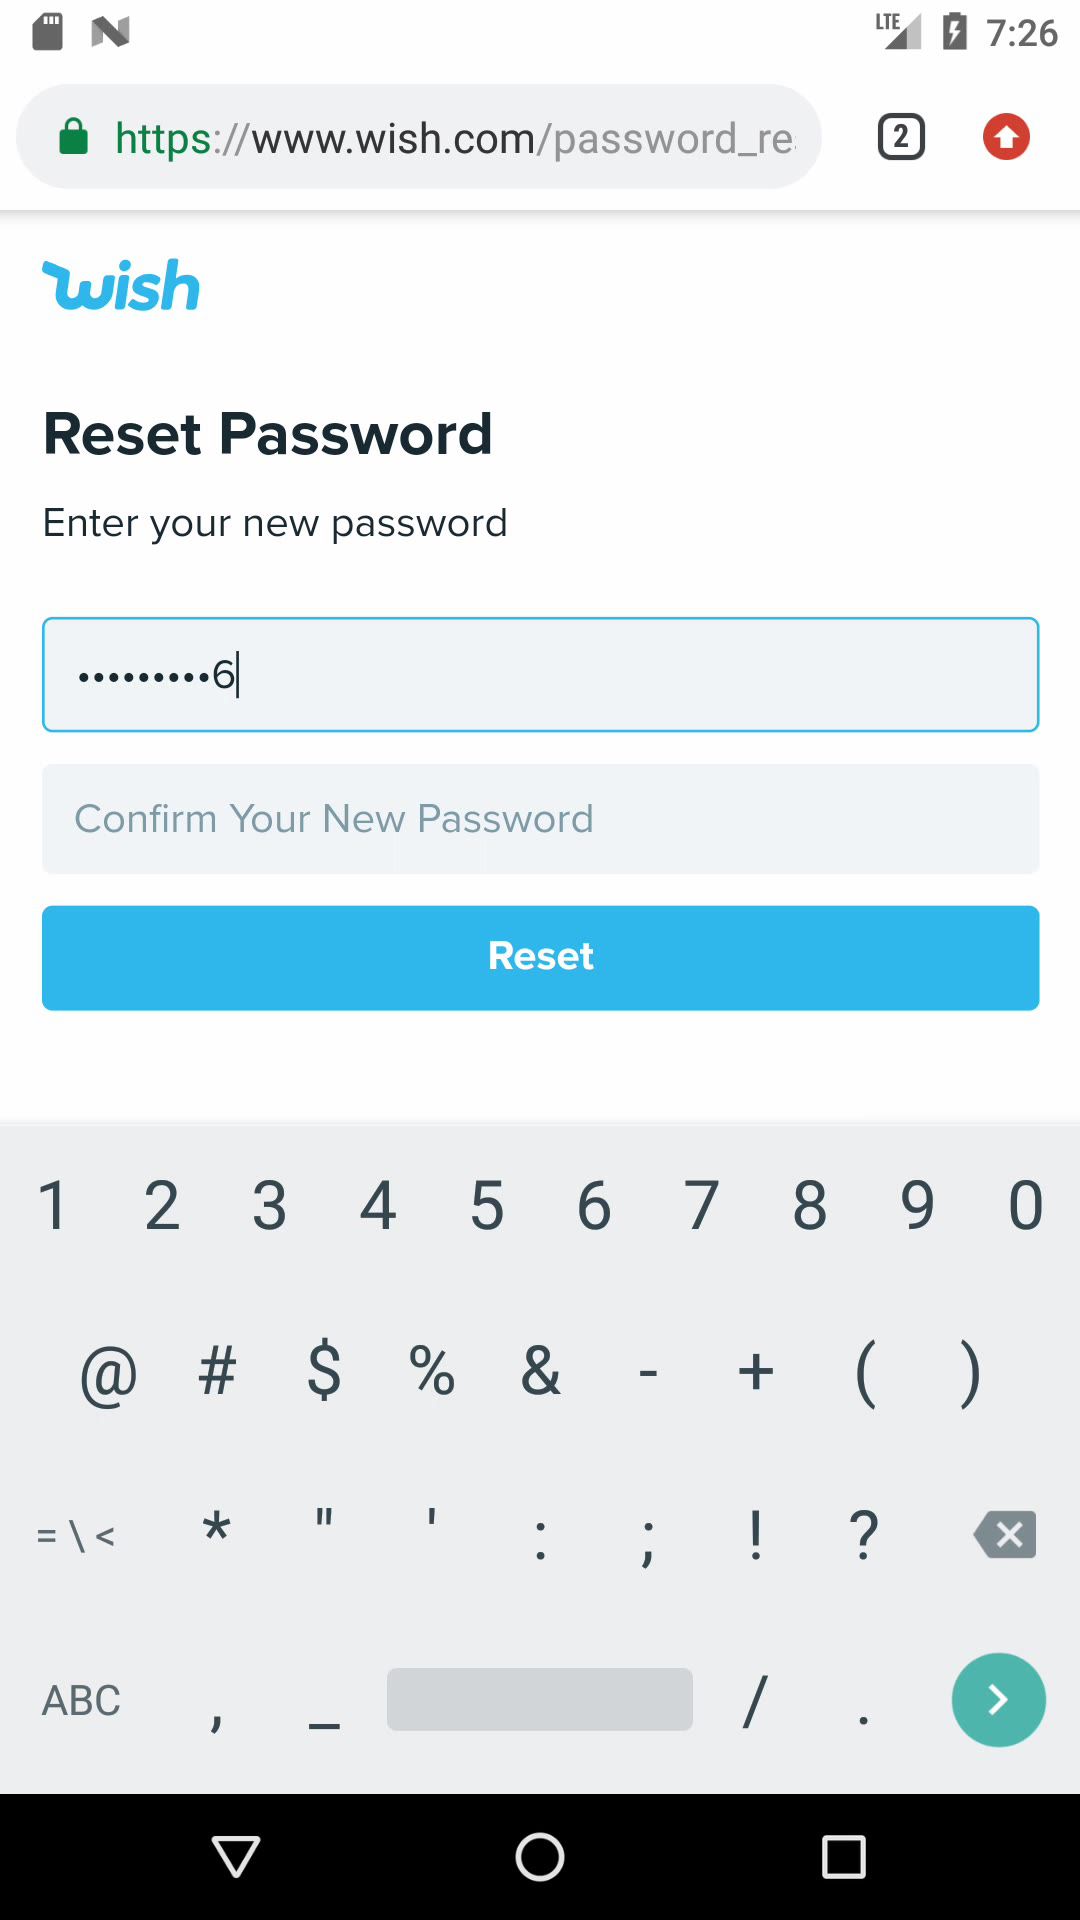 LTE 7:26
https://www.wish.com/password_re
2
wish
Reset Password
Enter your new password
•••••••••6
Confirm Your New Password
Reset
1 2 3 4 5 6 7 8 9 0
@ # $ % & - + ( )
= \ < * " ' : ; ! ?
ABC , _ / .